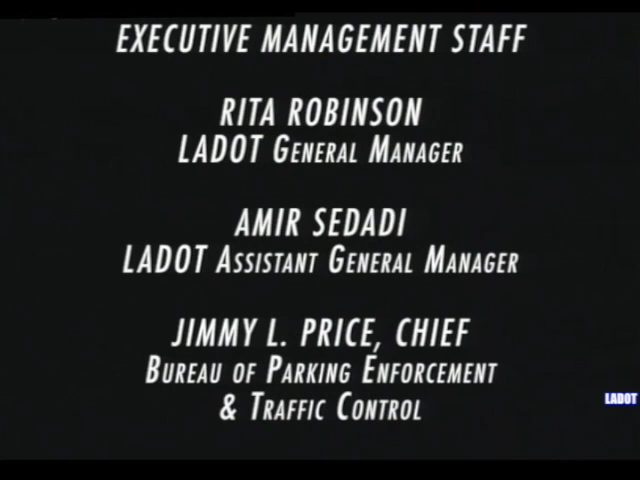 EXECUTIVE MANAGEMENT STAFF
RITA ROBINSON
LADOT GENERAL MANAGER
AMIR SEDADI
LADOT ASSISTANT GENERAL MANAGER
JIMMY L. PRICE, CHIEF
BUREAU OF PARKING ENFORCEMENT
& TRAFFIC CONTROL
LADOT